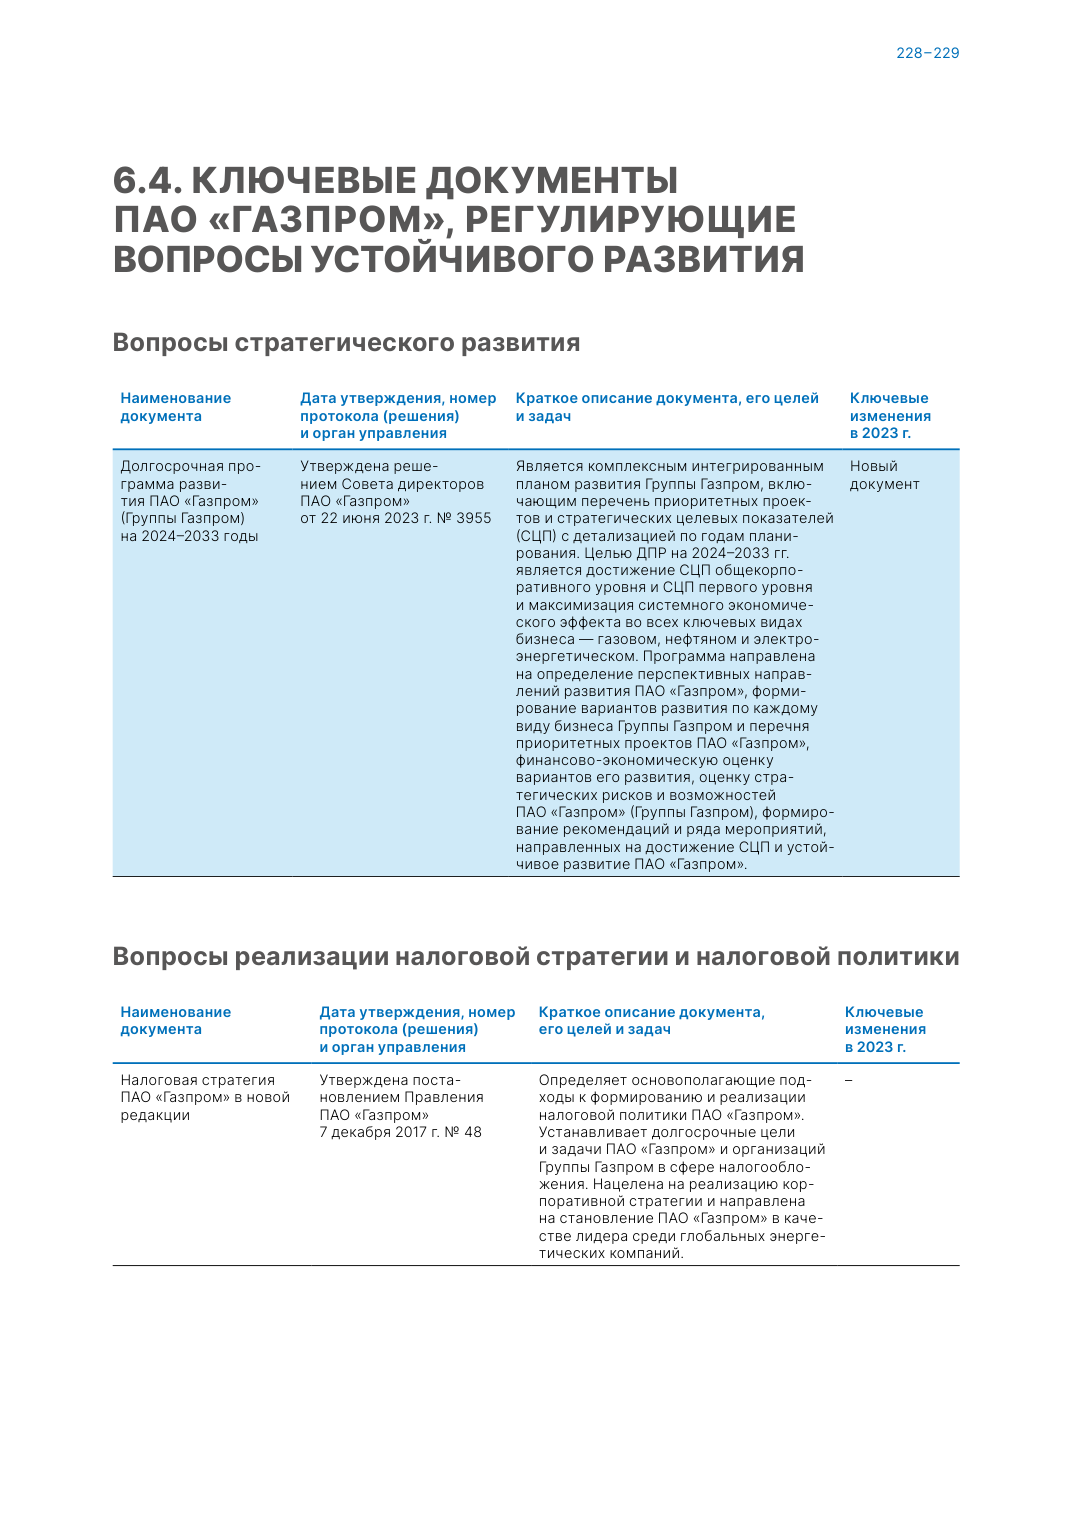 228–229
6.4. КЛЮЧЕВЫЕ ДОКУМЕНТЫ
ПАО «ГАЗПРОМ», РЕГУЛИРУЮЩИЕ
ВОПРОСЫ УСТОЙЧИВОГО РАЗВИТИЯ
Вопросы стратегического развития
Наименование
документа
Дата утверждения, номер
протокола (решения)
и орган управления
Краткое описание документа, его целей
и задач
Ключевые
изменения
в 2023 г.
Долгосрочная про-
грамма разви-
тия ПАО «Газпром»
(Группы Газпром)
на 2024–2033 годы
Утверждена реше-
нием Совета директоров
ПАО «Газпром»
от 22 июня 2023 г. № 3955
Является комплексным интегрированным
планом развития Группы Газпром, вклю-
чающим перечень приоритетных проек-
тов и стратегических целевых показателей
(СЦП) с детализацией по годам плани-
рования. Целью ДПР на 2024–2033 гг.
является достижение СЦП общекорпо-
ративного уровня и СЦП первого уровня
и максимизация системного экономиче-
ского эффекта во всех ключевых видах
бизнеса — газовом, нефтяном и электро-
энергетическом. Программа направлена
на определение перспективных направ-
лений развития ПАО «Газпром», форми-
рование вариантов развития по каждому
виду бизнеса Группы Газпром и перечня
приоритетных проектов ПАО «Газпром»,
финансово-экономическую оценку
вариантов его развития, оценку стра-
тегических рисков и возможностей
ПАО «Газпром» (Группы Газпром), формиро-
вание рекомендаций и ряда мероприятий,
направленных на достижение СЦП и устой-
чивое развитие ПАО «Газпром».
Новый
документ
Вопросы реализации налоговой стратегии и налоговой политики
Наименование
документа
Дата утверждения, номер
протокола (решения)
и орган управления
Краткое описание документа,
его целей и задач
Ключевые
изменения
в 2023 г.
Налоговая стратегия
ПАО «Газпром» в новой
редакции
Утверждена поста-
новлением Правления
ПАО «Газпром»
7 декабря 2017 г. № 48
Определяет основополагающие под-
ходы к формированию и реализации
налоговой политики ПАО «Газпром».
Устанавливает долгосрочные цели
и задачи ПАО «Газпром» и организаций
Группы Газпром в сфере налогообло-
жения. Нацелена на реализацию кор-
поративной стратегии и направлена
на становление ПАО «Газпром» в каче-
стве лидера среди глобальных энерге-
тических компаний.
–